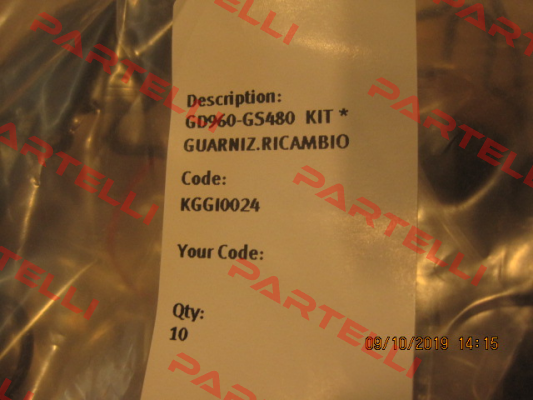 PARTELLI
PARTELLI
Description:
GD960-GS480 KIT *
GUARNIZ.RICAMBIO
PARTELLI
PARTELLI
Code:
KGGI0024
Your Code:
PARTELLI
PARTELLI
Qty:
10
09/10/2019 14:15
PARTELLI